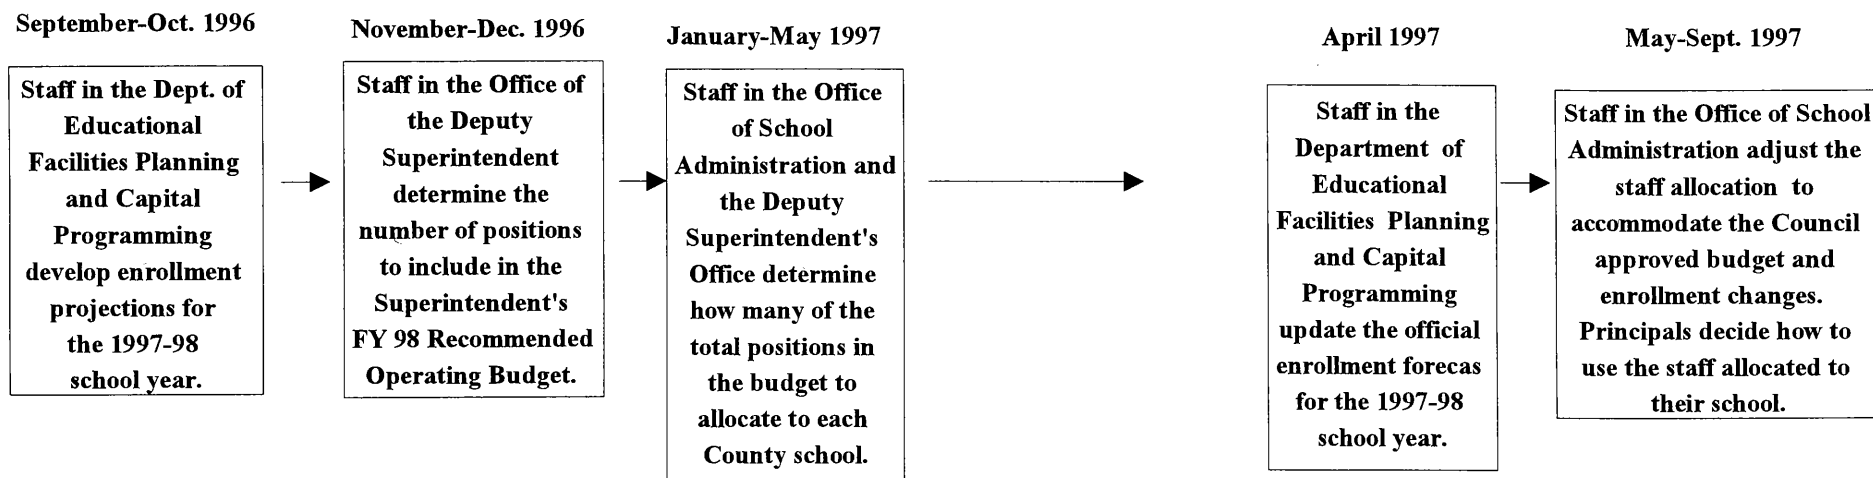 September-Oct. 1996
Staff in the Dept. of
Educational
Facilities Planning
and Capital
Programming
develop enrollment
projections for
the 1997-98
school year.
November-Dec. 1996
Staff in the Office of
the Deputy
Superintendent
determine the
number of positions
to include in the
Superintendent's
FY 98 Recommended
Operating Budget.
January-May 1997
Staff in the Office
of School
Administration and
the Deputy
Superintendent's
Office determine
how many of the
total positions in
the budget to
allocate to each
County school.
April 1997
Staff in the
Department of
Educational
Facilities Planning
and Capital
Programming
update the official
enrollment forecas
for the 1997-98
school year.
May-Sept. 1997
Staff in the Office of School
Administration adjust the
staff allocation to
accommodate the Council
approved budget and
enrollment changes.
Principals decide how to
use the staff allocated to
their school.